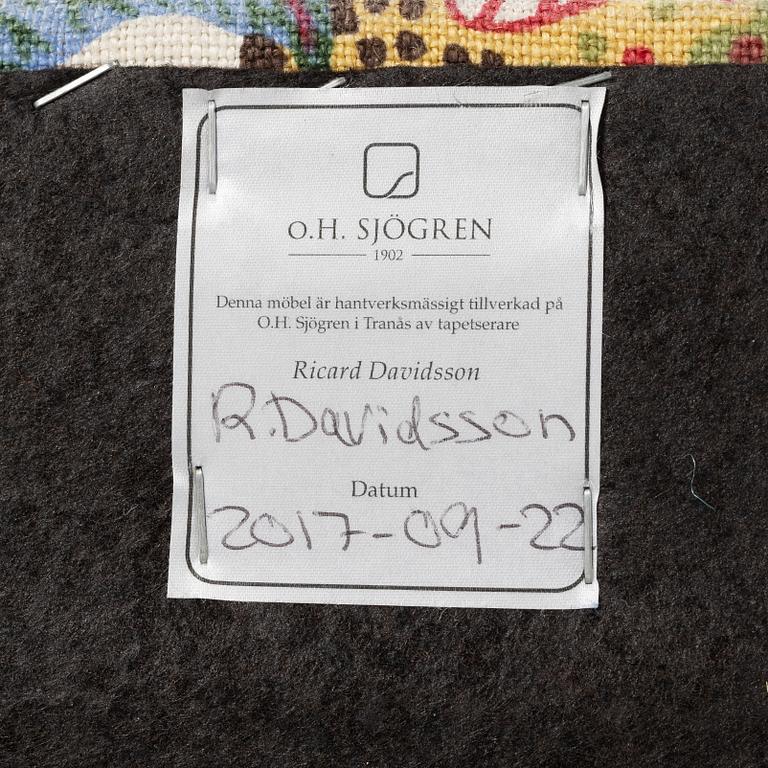 O.H. SJÖGREN
1902
Denna möbel är hantverksmässigt tillverkad på
O.H. Sjögren i Tranås av tapetserare
Ricard Davidsson
R.Davidsson
Datum
2017-09-22